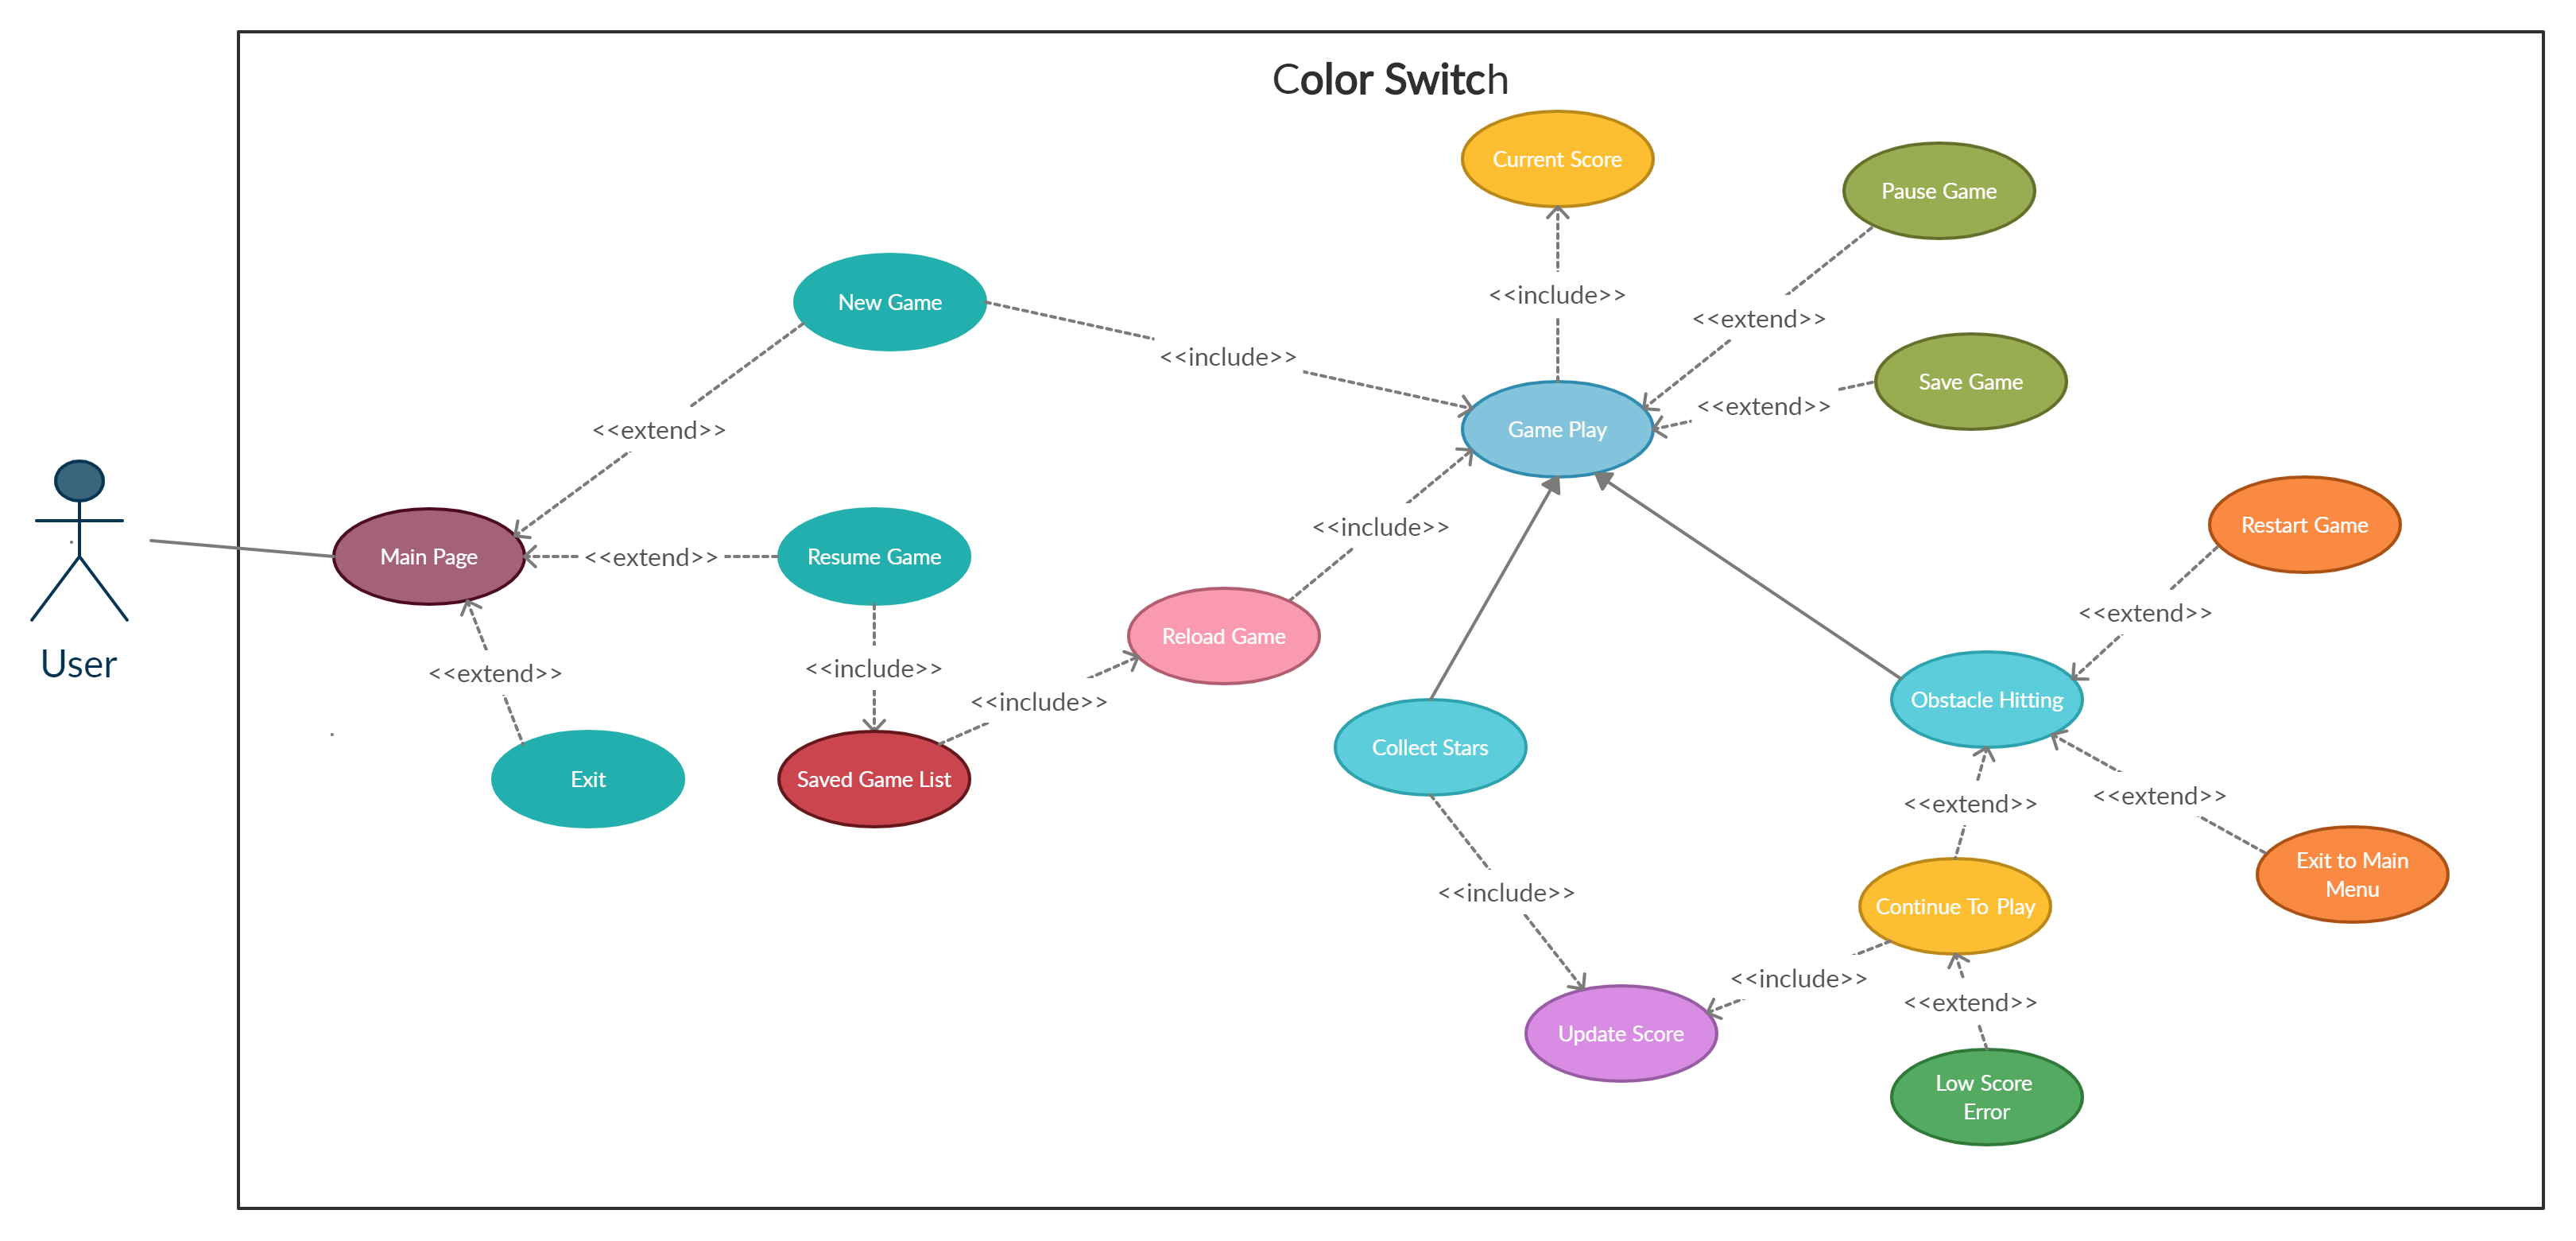 Color Switch
Current Score
Pause Game
<<include>>
New Game
<<extend>>
<<include>>
Save Game
<<extend>>
<<extend>>
Game Play
<<include>>
Restart Game
Main Page
<<extend>>
Resume Game
<<extend>>
Reload Game
User
<<extend>>
<<include>>
<<include>>
Obstacle Hitting
Collect Stars
Exit
Saved Game List
<<extend>>
<<extend>>
Exit to Main
Menu
<<include>>
Continue To Play
<<include>>
<<extend>>
Update Score
Low Score
Error